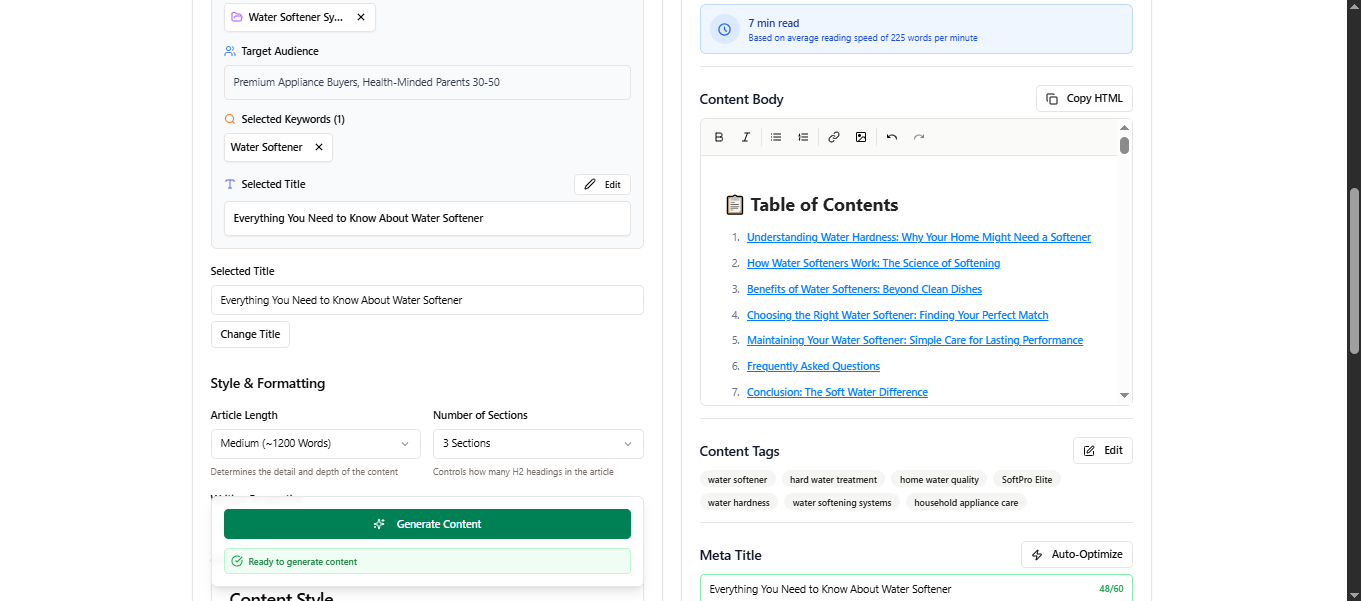 Water Softener Sy...
Target Audience
Premium Appliance Buyers, Health-Minded Parents 30-50
Selected Keywords (1)
Water Softener
Selected Title
Edit
Everything You Need to Know About Water Softener
Selected Title
Everything You Need to Know About Water Softener
Change Title
Style & Formatting
Article Length
Number of Sections
Medium (~1200 Words)
3 Sections
Determines the detail and depth of the content
Controls how many H2 headings in the article
Generate Content
Ready to generate content
Content Style
7 min read
Based on average reading speed of 225 words per minute
Content Body
Copy HTML
📋 Table of Contents
1. Understanding Water Hardness: Why Your Home Might Need a Softener
2. How Water Softeners Work: The Science of Softening
3. Benefits of Water Softeners: Beyond Clean Dishes
4. Choosing the Right Water Softener: Finding Your Perfect Match
5. Maintaining Your Water Softener: Simple Care for Lasting Performance
6. Frequently Asked Questions
7. Conclusion: The Soft Water Difference
Content Tags
Edit
water softener
hard water treatment
home water quality
SoftPro Elite
water hardness
water softening systems
household appliance care
Meta Title
Auto-Optimize
Everything You Need to Know About Water Softener
48/60